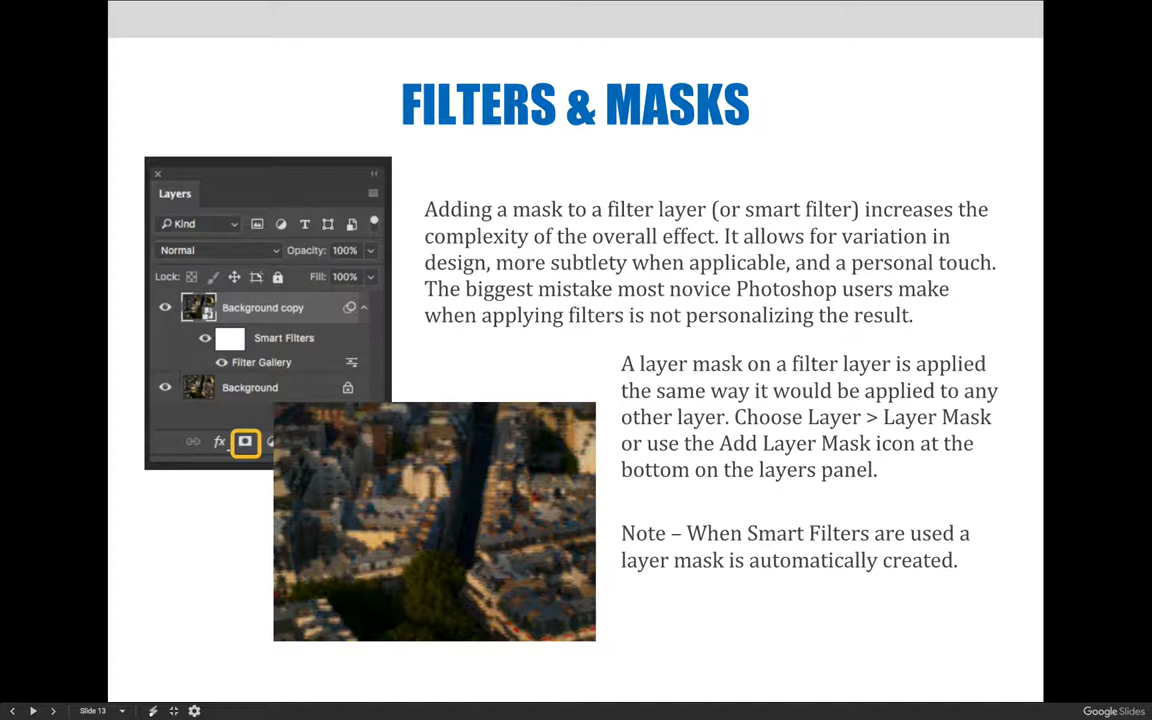 FILTERS & MASKS
Layers
Kind
Normal
Opacity: 100%
Lock:
Fill: 100%
Background copy
Smart Filters
Filter Gallery
Background
fx
Adding a mask to a filter layer (or smart filter) increases the
complexity of the overall effect. It allows for variation in
design, more subtlety when applicable, and a personal touch.
The biggest mistake most novice Photoshop users make
when applying filters is not personalizing the result.
A layer mask on a filter layer is applied
the same way it would be applied to any
other layer. Choose Layer > Layer Mask
or use the Add Layer Mask icon at the
bottom on the layers panel.
Note – When Smart Filters are used a
layer mask is automatically created.
Slide 13
Google Slides